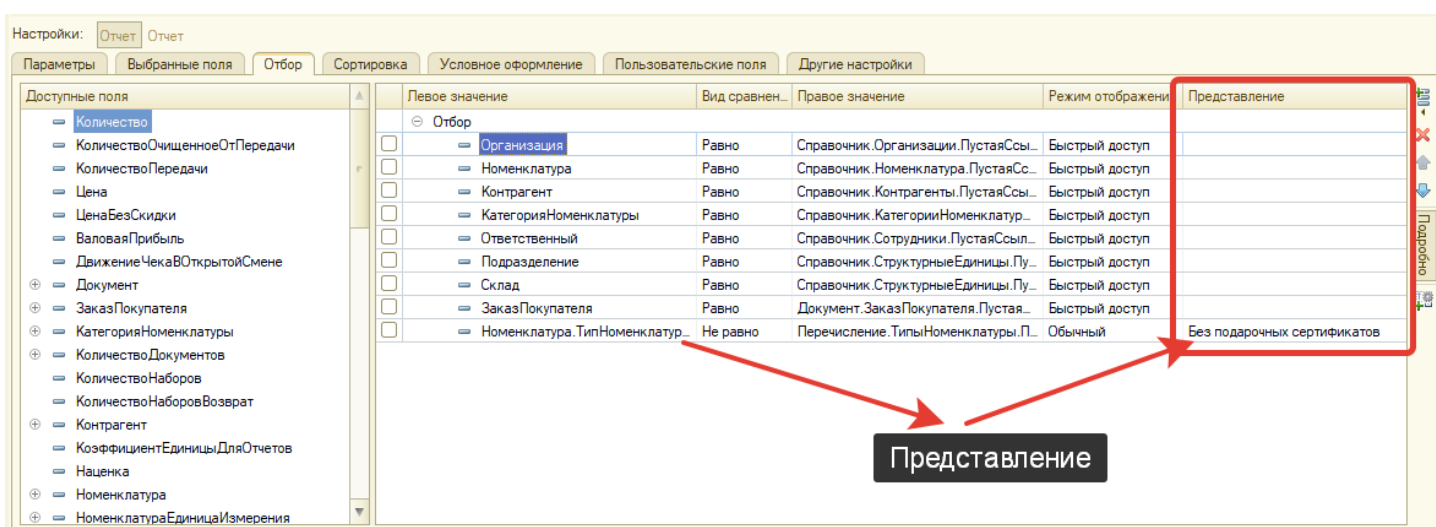 Настройки: Отчет Отчет
Параметры Выбранные поля Отбор Сортировка Условное оформление Пользовательские поля Другие настройки
Доступные поля
Количество
КоличествоОчищенноеОтПередачи
КоличествоПередачи
Цена
ЦенаБезСкидки
ВаловаяПрибыль
ДвижениеЧекаВОткрытойСмене
Документ
ЗаказПокупателя
КатегорияНоменклатуры
КоличествоДокументов
КоличествоНаборов
КоличествоНаборовВозврат
Контрагент
КоэффициентЕдиницыДляОтчетов
Наценка
Номенклатура
НоменклатураЕдиницаИзмерения
Левое значение Вид сравнен... Правое значение Режим отображени Представление
Отбор
Организация Равно Справочник.Организации.ПустаяСсы... Быстрый доступ
Номенклатура Равно Справочник.Номенклатура.ПустаяСс... Быстрый доступ
Контрагент Равно Справочник.Контрагенты.ПустаяСсы... Быстрый доступ
КатегорияНоменклатуры Равно Справочник.КатегорииНоменклатур... Быстрый доступ
Ответственный Равно Справочник.Сотрудники.ПустаяСсыл... Быстрый доступ
Подразделение Равно Справочник.СтруктурныеЕдиницы.Пу... Быстрый доступ
Склад Равно Справочник.СтруктурныеЕдиницы.Пу... Быстрый доступ
ЗаказПокупателя Равно Документ.ЗаказПокупателя.Пустая... Быстрый доступ
Номенклатура.ТипНоменклатур... Не равно Перечисление.ТипыНоменклатуры.П... Обычный Без подарочных сертификатов
Представление
Подробно